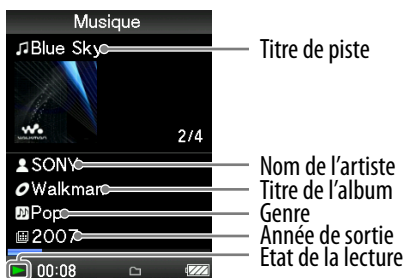 Musique
Blue Sky
Titre de piste
WALKMAN
2/4
SONY
Nom de l'artiste
Walkman
Titre de l'album
Pop
Genre
2007
Année de sortie
00:08
Etat de la lecture